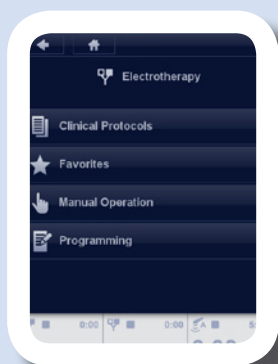 Electrotherapy
Clinical Protocols
Favorites
Manual Operation
Programming
0:00 0:00 A